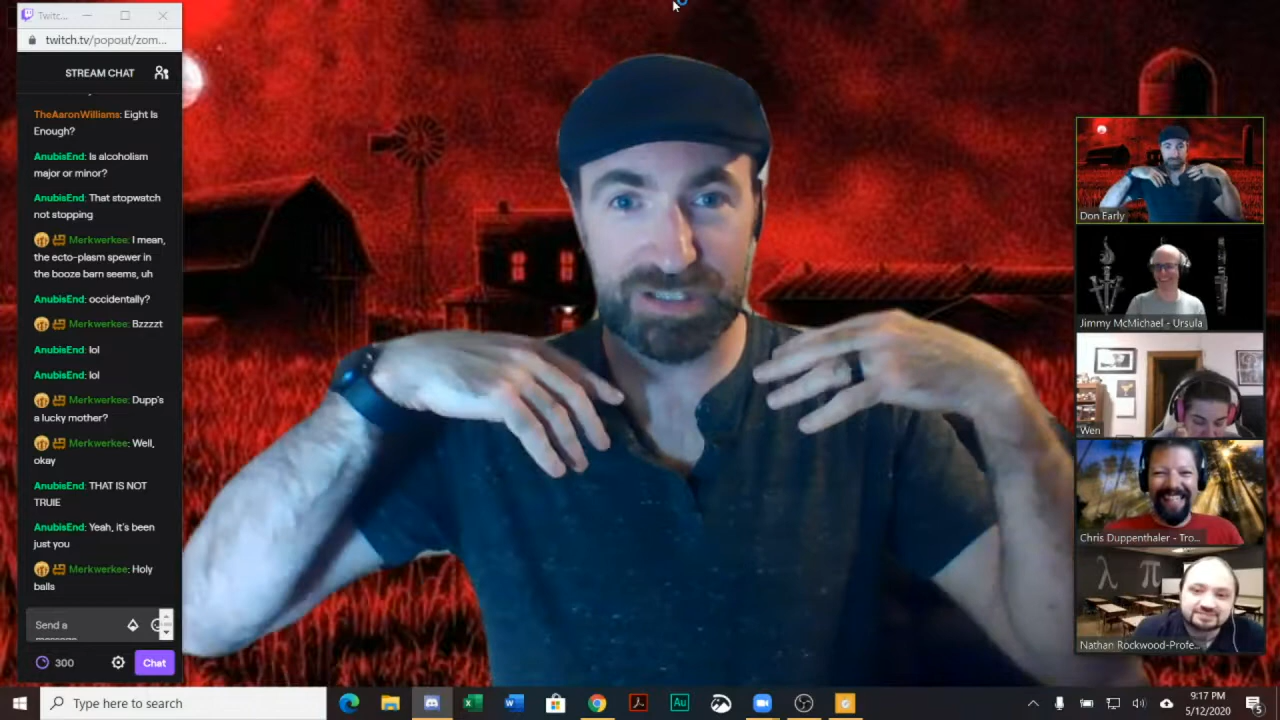 Twitc...
twitch.tv/popout/zom...
STREAM CHAT
TheAaronWilliams: Eight Is
Enough?
AnubisEnd: Is alcoholism
major or minor?
AnubisEnd: That stopwatch
not stopping
Merkwerkee: I mean,
the ecto-plasm spewer in
the booze barn seems, uh
AnubisEnd: occidentally?
Merkwerkee: Bzzzzt
AnubisEnd: lol
AnubisEnd: lol
Merkwerkee: Dupp's
a lucky mother?
Merkwerkee: Well,
okay
AnubisEnd: THAT IS NOT
TRUIE
AnubisEnd: Yeah, it's been
just you
Merkwerkee: Holy
balls
Send a
message
300
Chat
Don Early
Jimmy McMichael - Ursula
Wen
Chris Duppenthaler - Tro...
λ π
Nathan Rockwood-Profe...
Type here to search
Au
9:17 PM
5/12/2020
5